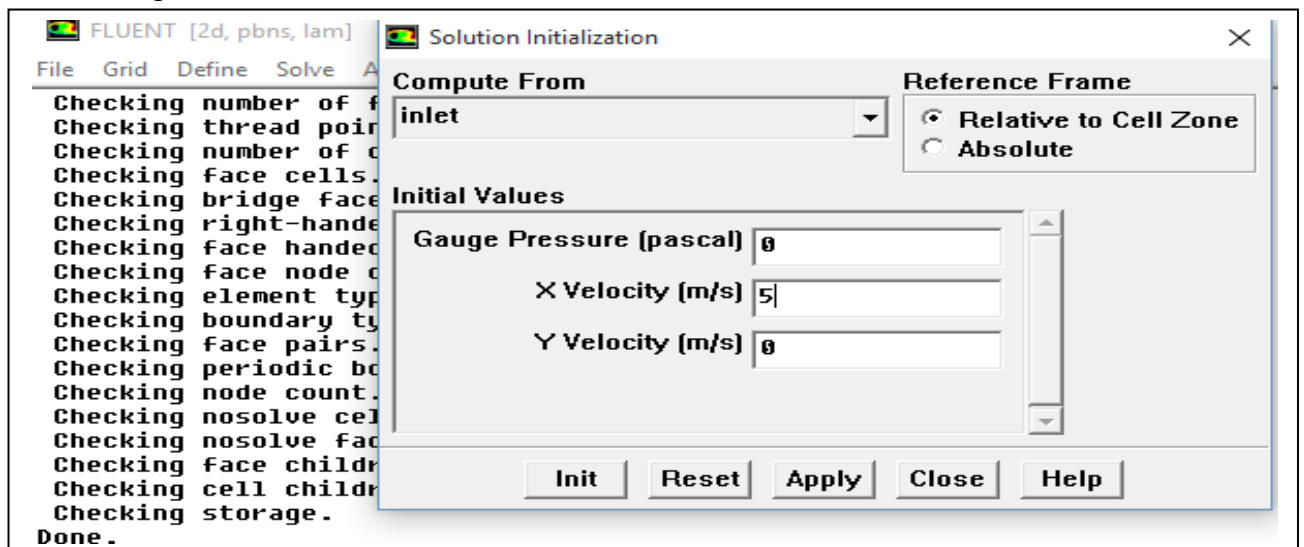 FLUENT [2d, pbns, lam]
File Grid Define Solve A
Checking number of f
Checking thread poin
Checking number of c
Checking face cells.
Checking bridge face
Checking right-hande
Checking face handed
Checking face node o
Checking element typ
Checking boundary ty
Checking face pairs.
Checking periodic bo
Checking node count.
Checking nosolve cel
Checking nosolve fac
Checking face childr
Checking cell childr
Checking storage.
Done.
Solution Initialization
Compute From
inlet
Reference Frame
Relative to Cell Zone
Absolute
Initial Values
Gauge Pressure (pascal) 0
X Velocity (m/s) 5
Y Velocity (m/s) 0
Init Reset Apply Close Help